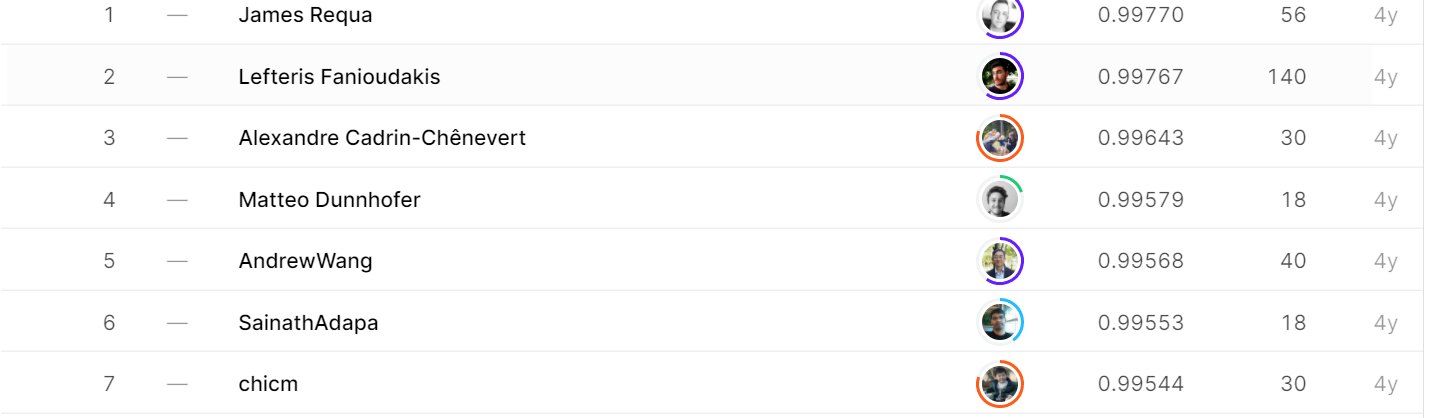 1 — James Requa 0.99770 56 4y
2 — Lefteris Fanioudakis 0.99767 140 4y
3 — Alexandre Cadrin-Chênevert 0.99643 30 4y
4 — Matteo Dunnhofer 0.99579 18 4y
5 — AndrewWang 0.99568 40 4y
6 — SainathAdapa 0.99553 18 4y
7 — chicm 0.99544 30 4y